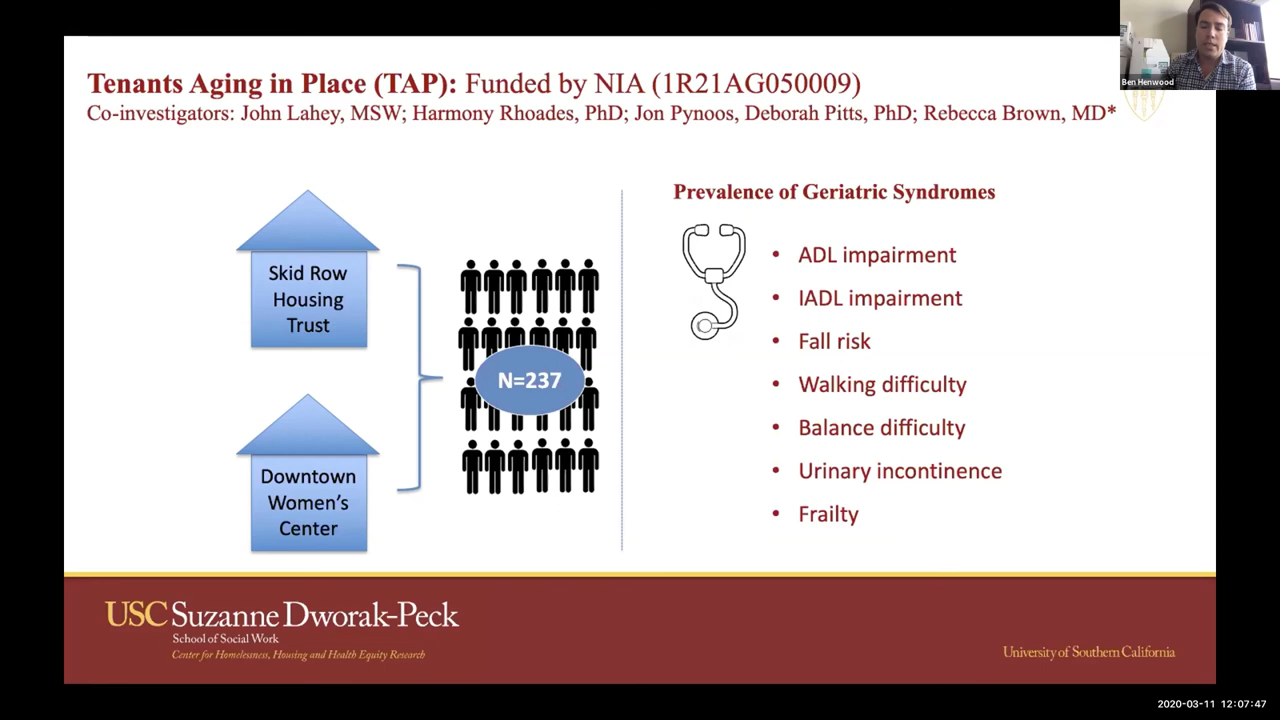 Tenants Aging in Place (TAP): Funded by NIA (1R21AG050009)
Co-investigators: John Lahey, MSW; Harmony Rhoades, PhD; Jon Pynoos, Deborah Pitts, PhD; Rebecca Brown, MD*
Ben Henwood
Skid Row
Housing
Trust
Downtown
Women’s
Center
N=237
Prevalence of Geriatric Syndromes
• ADL impairment
• IADL impairment
• Fall risk
• Walking difficulty
• Balance difficulty
• Urinary incontinence
• Frailty
USC Suzanne Dworak-Peck
School of Social Work
Center for Homelessness, Housing and Health Equity Research
University of Southern California
2020-03-11 12:07:47